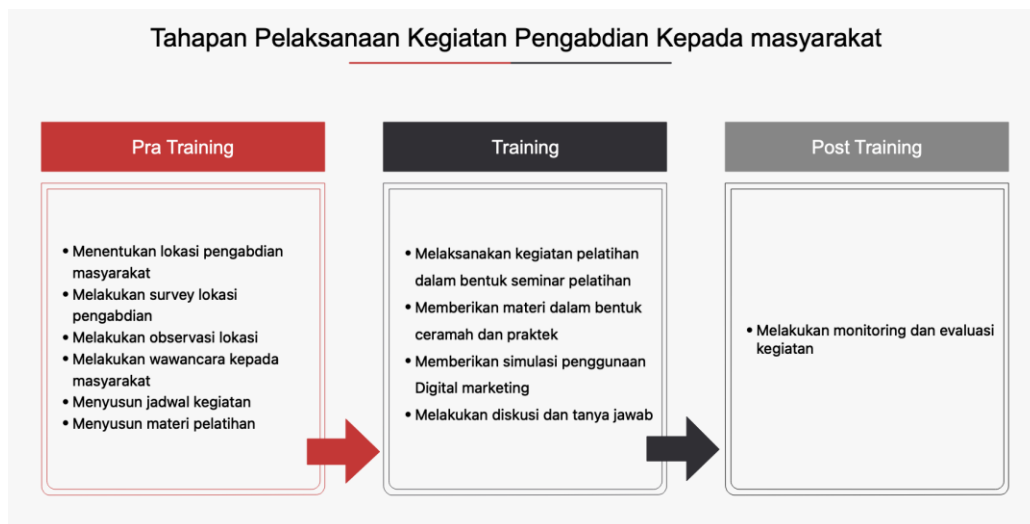 Tahapan Pelaksanaan Kegiatan Pengabdian Kepada masyarakat
Pra Training
• Menentukan lokasi pengabdian
masyarakat
• Melakukan survey lokasi
pengabdian
• Melakukan observasi lokasi
• Melakukan wawancara kepada
masyarakat
• Menyusun jadwal kegiatan
• Menyusun materi pelatihan
Training
• Melaksanakan kegiatan pelatihan
dalam bentuk seminar pelatihan
• Memberikan materi dalam bentuk
ceramah dan praktek
• Memberikan simulasi penggunaan
Digital marketing
• Melakukan diskusi dan tanya jawab
Post Training
• Melakukan monitoring dan evaluasi
kegiatan